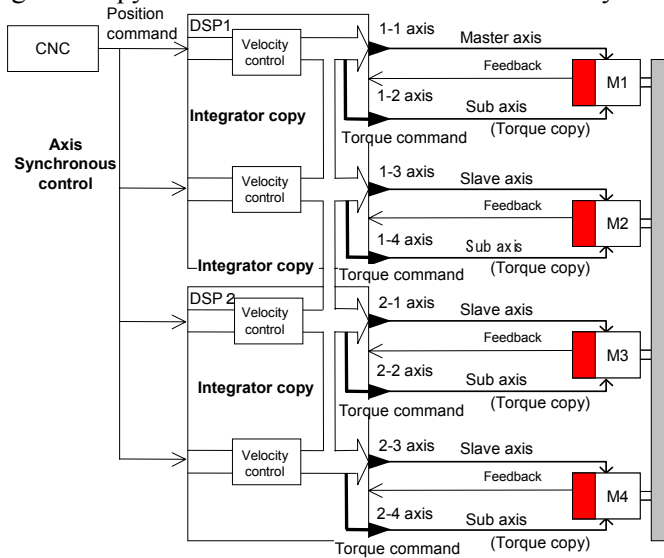 Position
command
CNC
Axis
Synchronous
control
DSP1
Velocity
control
Integrator copy
1-1 axis
Master axis
Feedback
M1
1-2 axis
Sub axis
(Torque copy)
Torque command
Velocity
control
1-3 axis
Slave axis
Feedback
M2
1-4 axis
Sub axis
(Torque copy)
Torque command
Integrator copy
DSP 2
Velocity
control
2-1 axis
Slave axis
Feedback
M3
2-2 axis
Sub axis
(Torque copy)
Torque command
Integrator copy
Velocity
control
2-3 axis
Slave axis
Feedback
M4
2-4 axis
Sub axis
(Torque copy)
Torque command